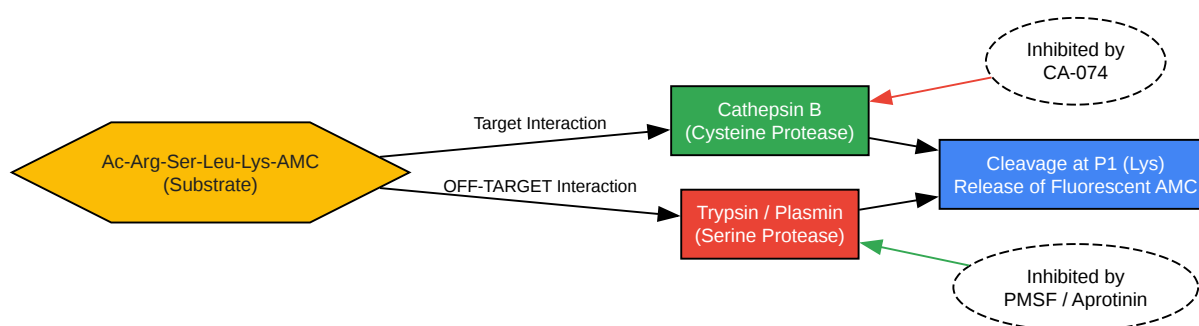 Ac-Arg-Ser-Leu-Lys-AMC
(Substrate)
Target Interaction
OFF-TARGET Interaction
Cathepsin B
(Cysteine Protease)
Trypsin / Plasmin
(Serine Protease)
Inhibited by
CA-074
Cleavage at P1 (Lys)
Release of Fluorescent AMC
Inhibited by
PMSF / Aprotinin